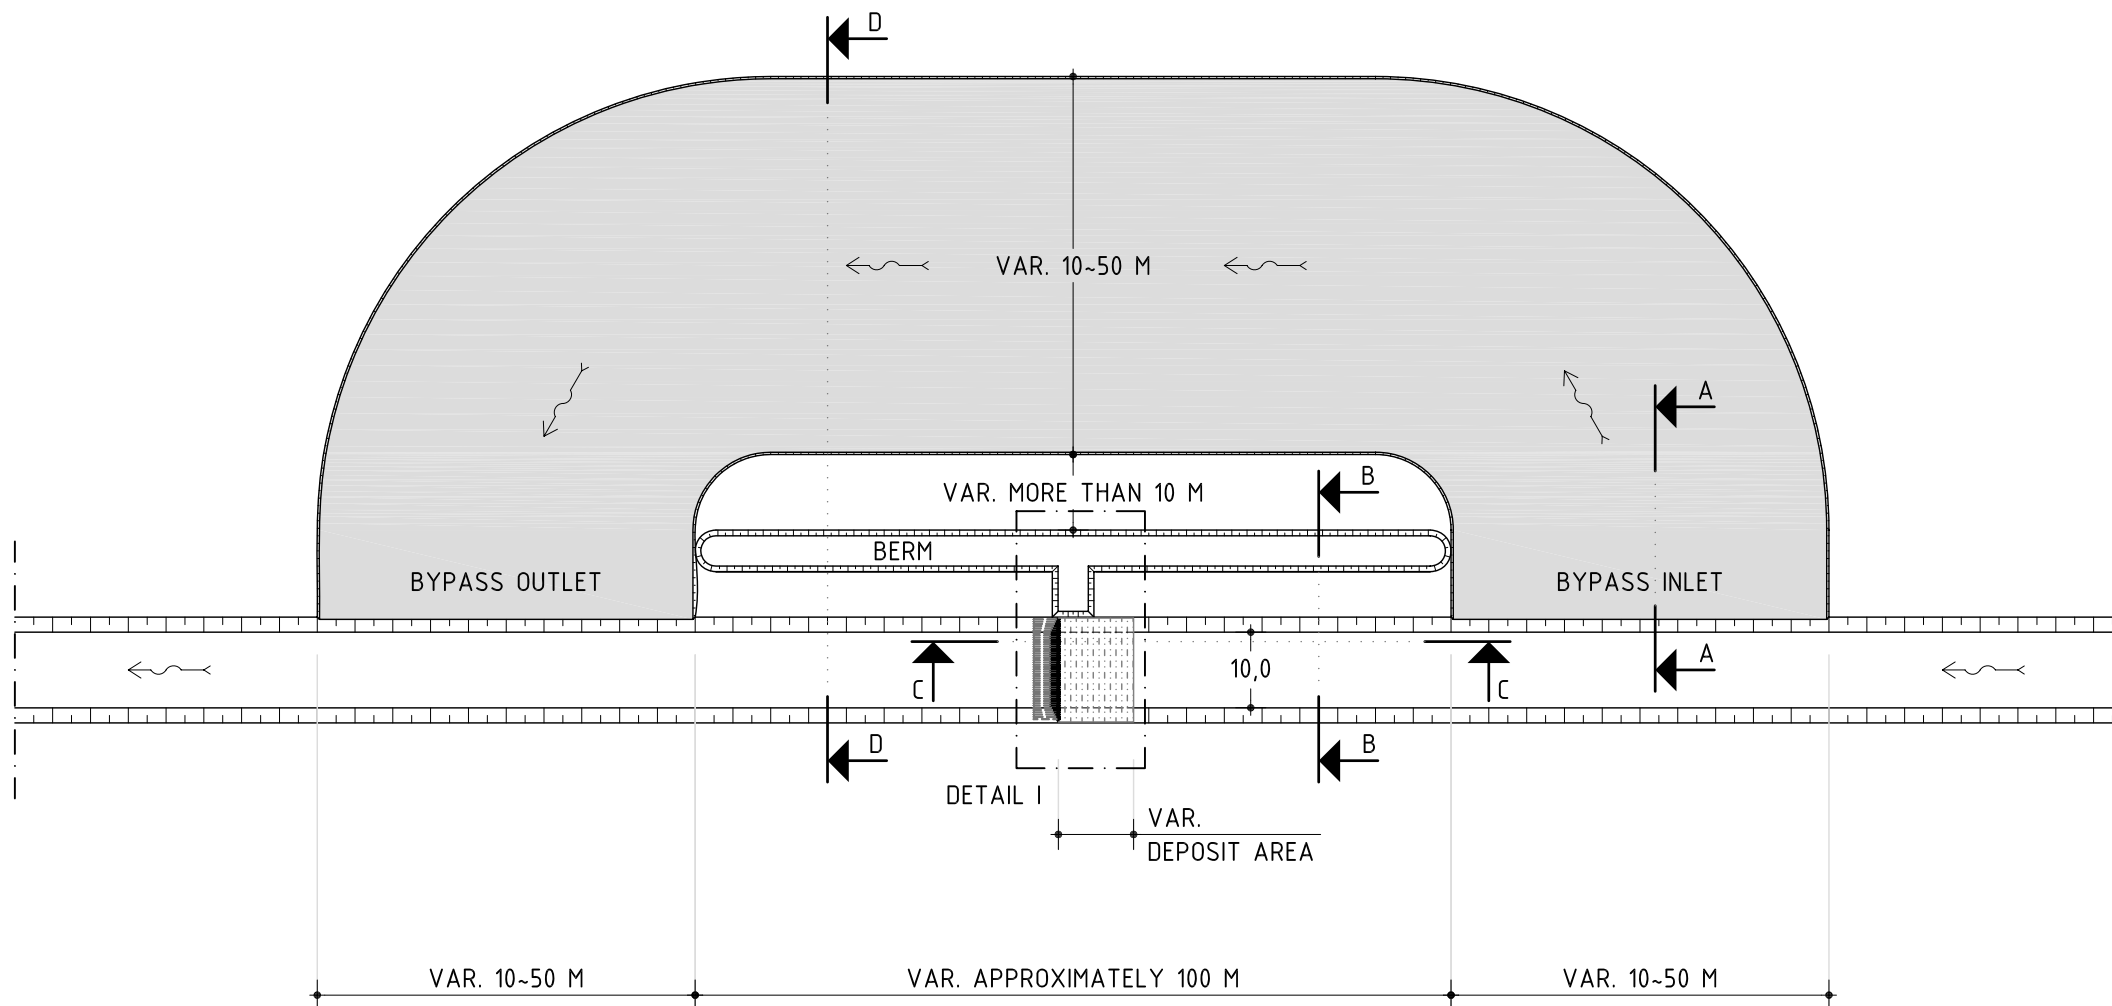 D
VAR. 10~50 M
A
VAR. MORE THAN 10 M
B
BERM
BYPASS OUTLET
BYPASS INLET
10,0
A
C
C
D
B
DETAIL I
VAR.
DEPOSIT AREA
VAR. 10~50 M
VAR. APPROXIMATELY 100 M
VAR. 10~50 M